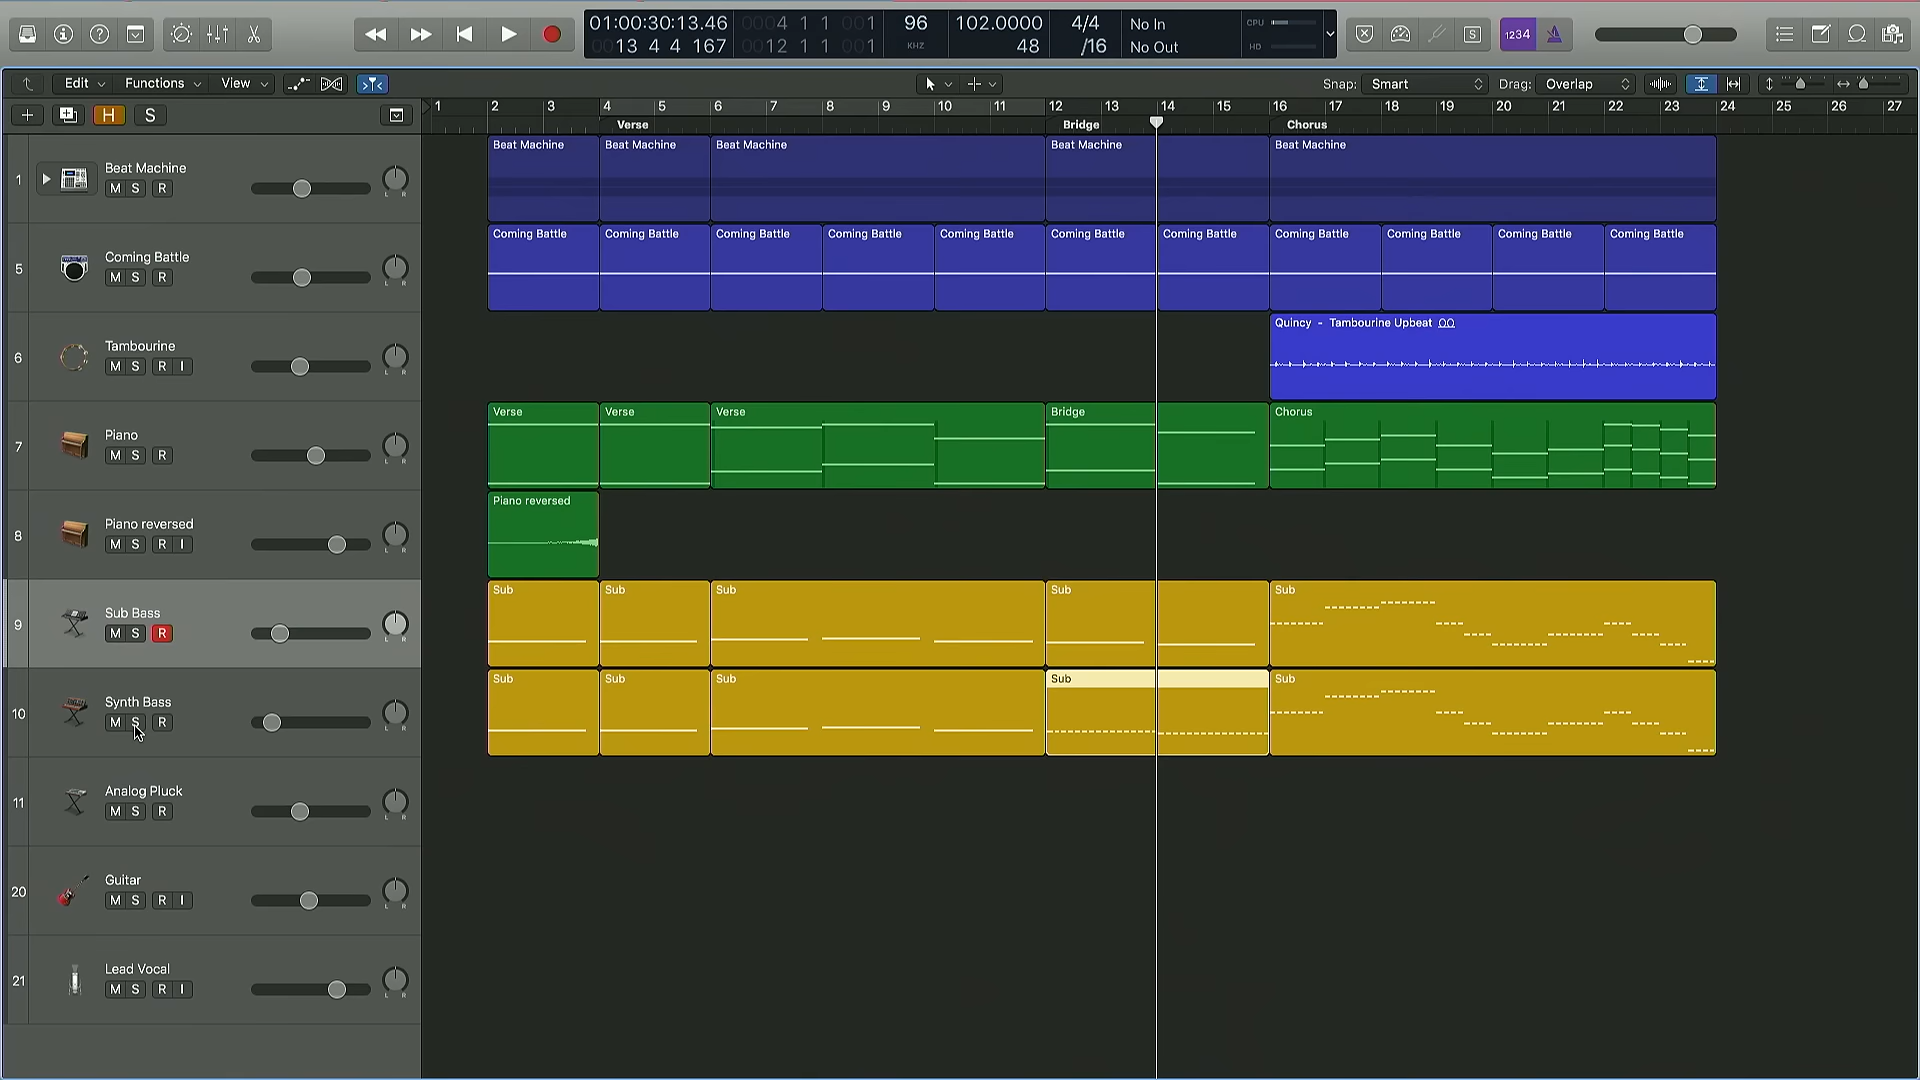 01:00:30:13.46 0004 1 1 001 96 102.0000 4/4 No In CPU
0013 4 4 167 0012 1 1 001 KHZ 48 /16 No Out HD
S 1234
Edit Functions View Snap: Smart Drag: Overlap
H S
1 2 3 4 5 6 7 8 9 10 11 12 13 14 15 16 17 18 19 20 21 22 23 24 25 26 27
Verse Bridge Chorus
1 Beat Machine
M S R L R
Beat Machine Beat Machine Beat Machine Beat Machine Beat Machine
5 Coming Battle
M S R L R
Coming Battle Coming Battle Coming Battle Coming Battle Coming Battle Coming Battle Coming Battle Coming Battle Coming Battle Coming Battle Coming Battle
6 Tambourine
M S R I L R
Quincy - Tambourine Upbeat
7 Piano
M S R L R
Verse Verse Verse Bridge Chorus
8 Piano reversed
M S R I L R
Piano reversed
9 Sub Bass
M S R L R
Sub Sub Sub Sub Sub
10 Synth Bass
M S R L R
Sub Sub Sub Sub Sub
11 Analog Pluck
M S R L R
20 Guitar
M S R I L R
21 Lead Vocal
M S R I L R